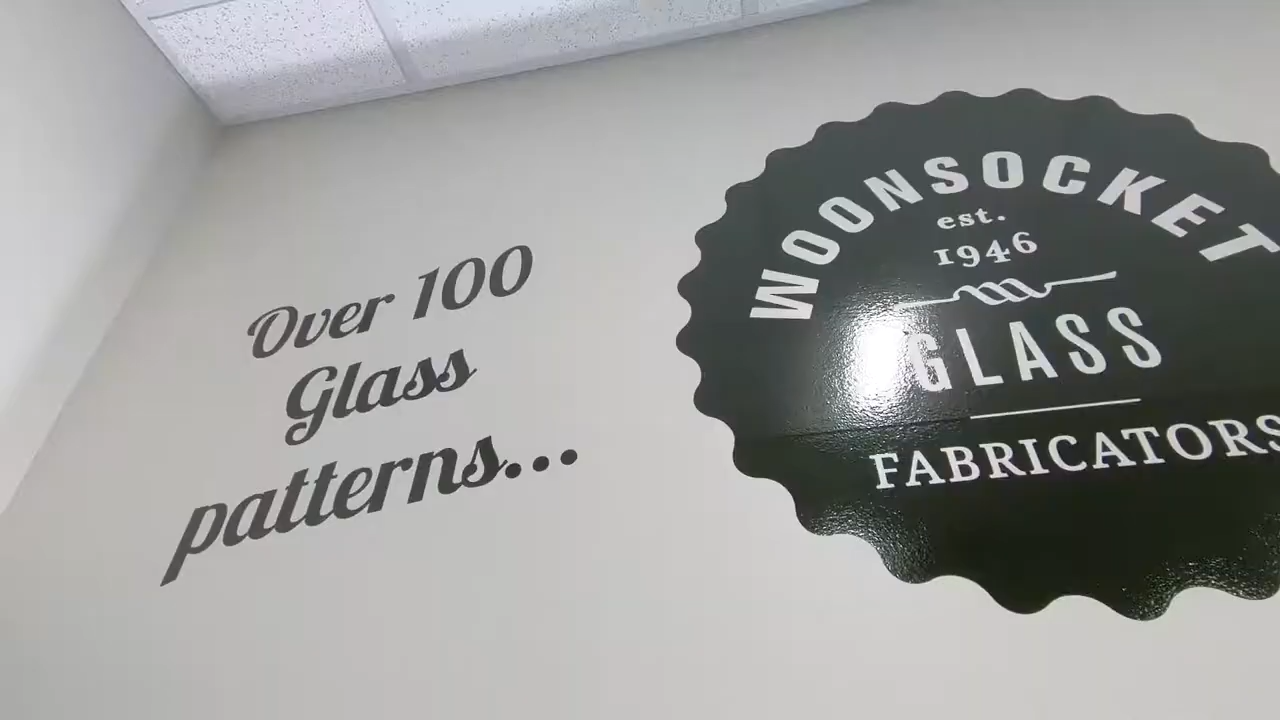 Over 100
Glass
patterns...
WOONSOCKET
est.
1946
GLASS
FABRICATORS